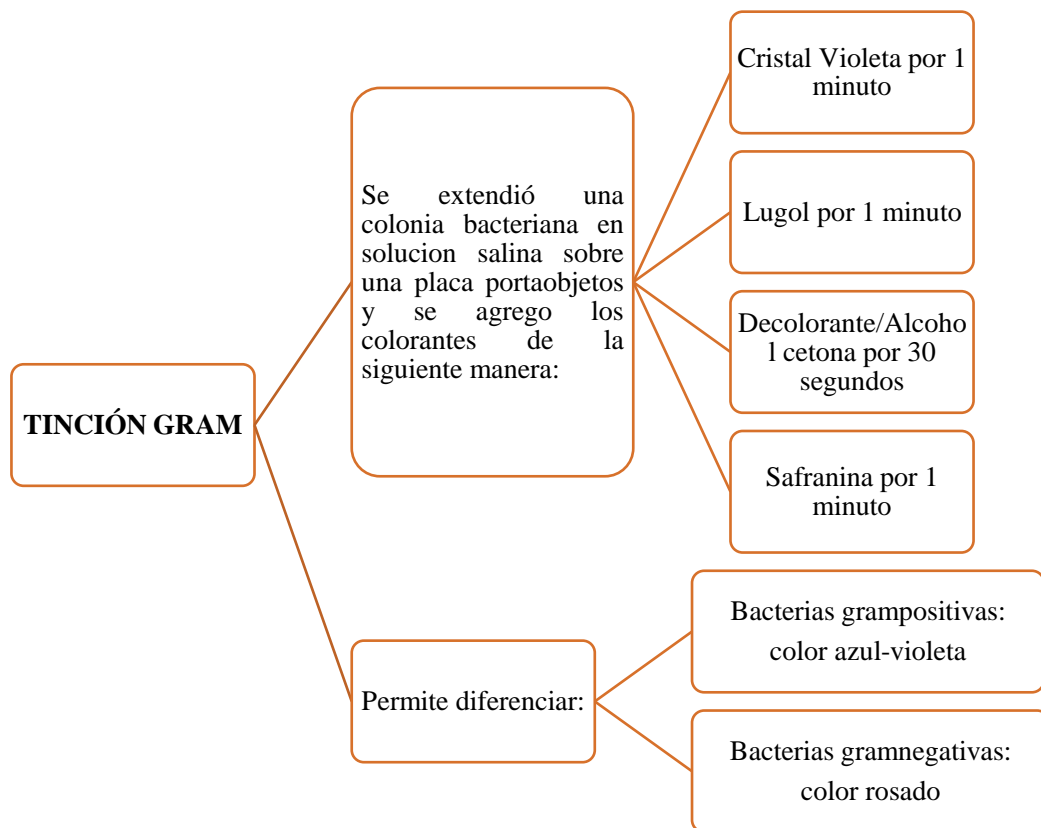 TINCIÓN GRAM
Se extendió una
colonia bacteriana en
solucion salina sobre
una placa portaobjetos
y se agrego los
colorantes de la
siguiente manera:
Cristal Violeta por 1
minuto
Lugol por 1 minuto
Decolorante/Alcoho
l cetona por 30
segundos
Safranina por 1
minuto
Permite diferenciar:
Bacterias grampositivas:
color azul-violeta
Bacterias gramnegativas:
color rosado